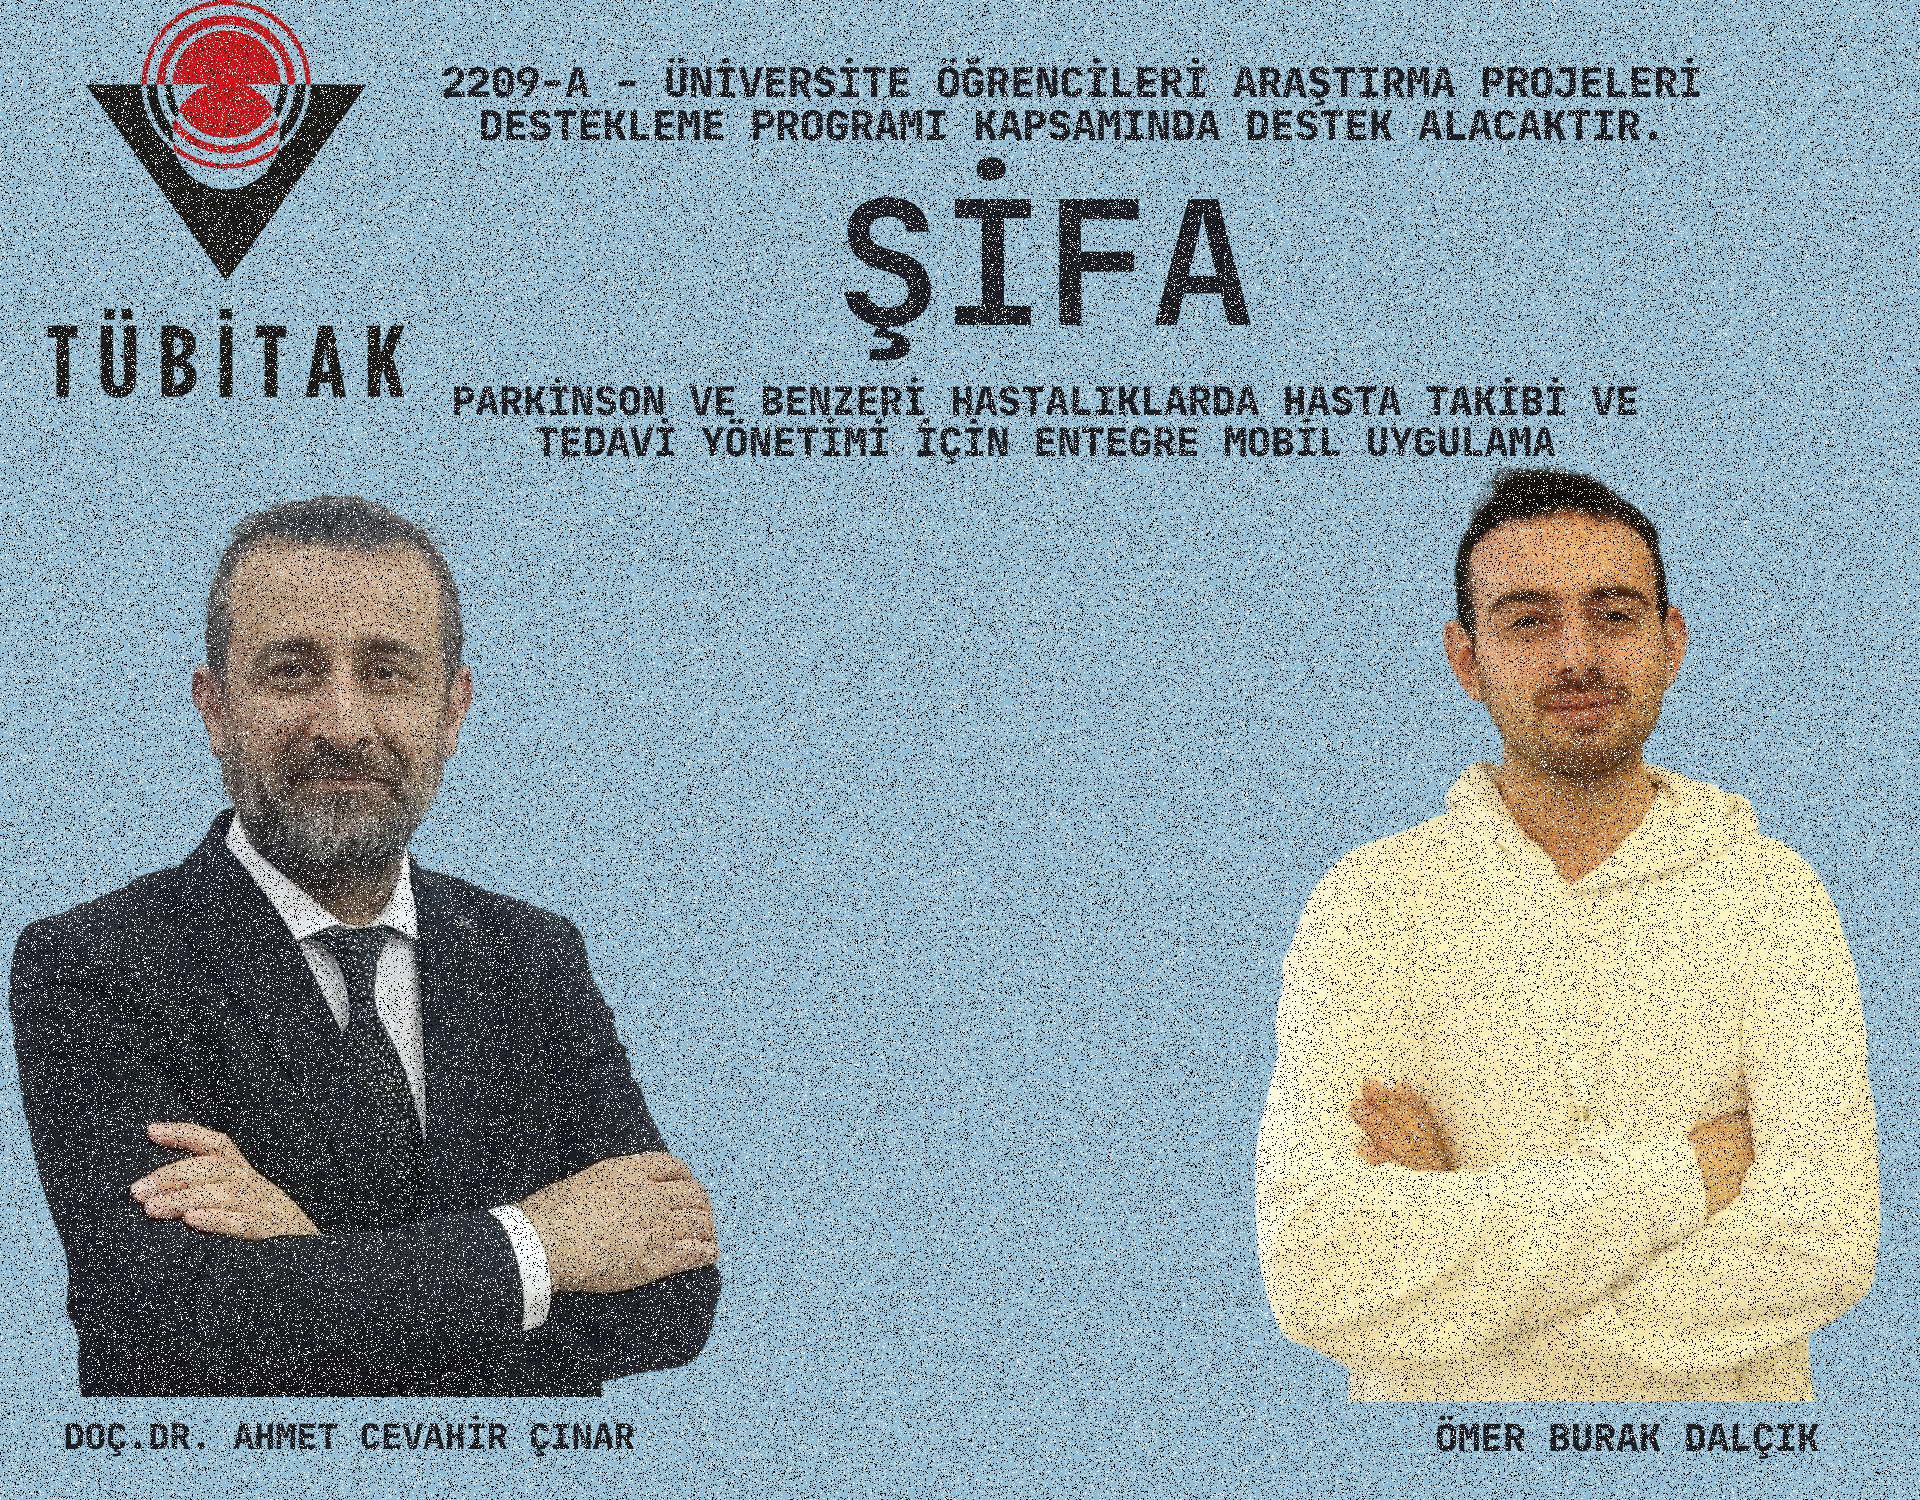 2209-A - ÜNİVERSİTE ÖĞRENCİLERİ ARAŞTIRMA PROJELERİ
DESTEKLEME PROGRAMI KAPSAMINDA DESTEK ALACAKTIR.
ŞİFA
TÜBİTAK
PARKİNSON VE BENZERİ HASTALIKLARDA HASTA TAKİBİ VE
TEDAVİ YÖNETİMİ İÇİN ENTEGRE MOBİL UYGULAMA
DOÇ.DR. AHMET CEVAHİR ÇINAR
ÖMER BURAK DALÇIK